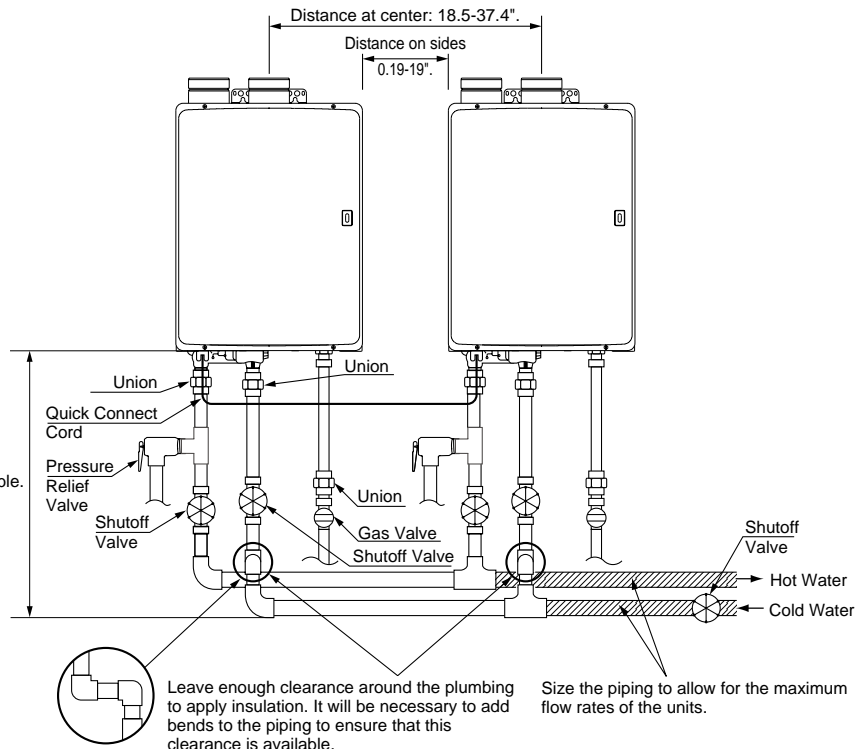 Distance at center: 18.5-37.4".
Distance on sides
0.19-19".
Union
Union
Quick Connect
Cord
Pressure
Relief
Valve
ple.
Shutoff
Valve
Union
Gas Valve
Shutoff Valve
Shutoff
Valve
Hot Water
Cold Water
Leave enough clearance around the plumbing
to apply insulation. It will be necessary to add
bends to the piping to ensure that this
clearance is available.
Size the piping to allow for the maximum
flow rates of the units.